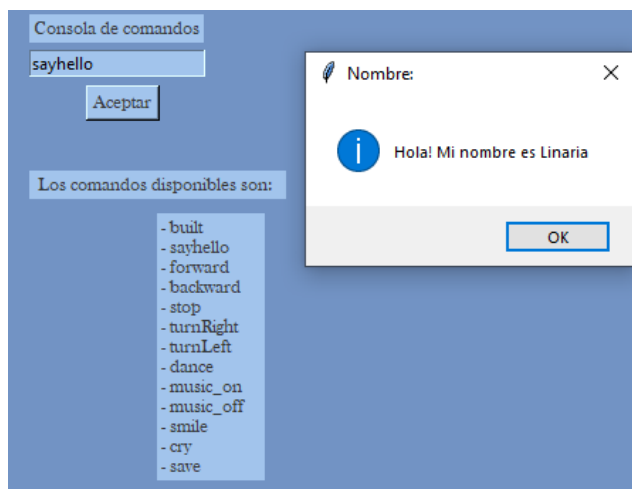 Consola de comandos
sayhello
Aceptar
Nombre:
Hola! Mi nombre es Linaria
OK
Los comandos disponibles son:
- built
- sayhello
- forward
- backward
- stop
- turnRight
- turnLeft
- dance
- music_on
- music_off
- smile
- cry
- save